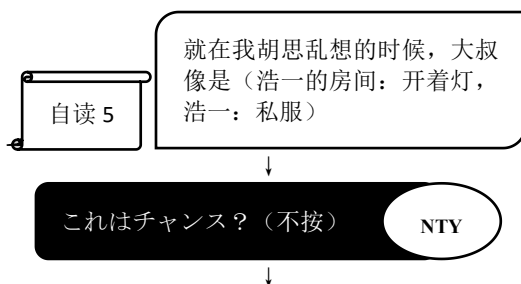 就在我胡思乱想的时候，大叔
像是（浩一的房间：开着灯，
浩一：私服）
自读 5
↓
これはチャンス？（不按）
NTY
↓